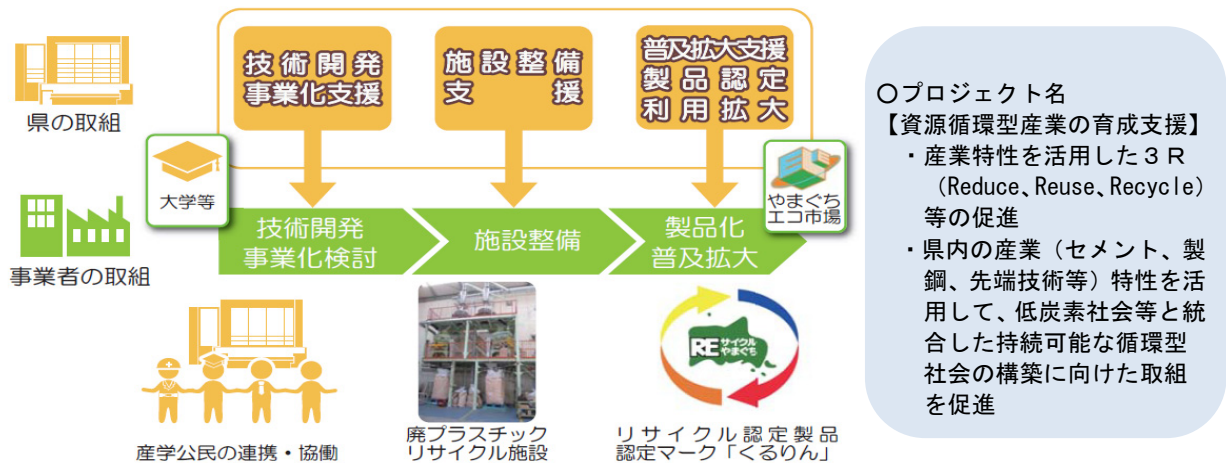 県の取組
技術開発
事業化支援
施設整備
支援
普及拡大支援
製品認定
利用拡大
大学等
やまぐち
エコ市場
事業者の取組
技術開発
事業化検討
施設整備
製品化
普及拡大
産学公民の連携・協働
廃プラスチック
リサイクル施設
REサイクル
やまぐち
リサイクル認定製品
認定マーク「くるりん」
〇プロジェクト名
【資源循環型産業の育成支援】
・産業特性を活用した３Ｒ
（Reduce、Reuse、Recycle）
等の促進
・県内の産業（セメント、製
鋼、先端技術等）特性を活
用して、低炭素社会等と統
合した持続可能な循環型
社会の構築に向けた取組
を促進